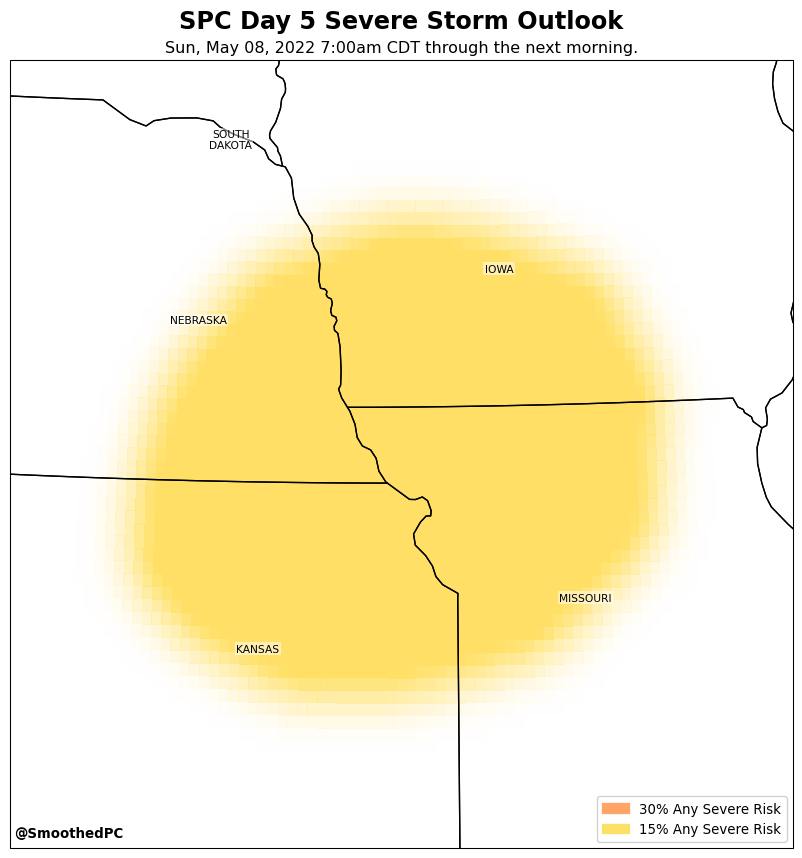 SPC Day 5 Severe Storm Outlook
Sun, May 08, 2022 7:00am CDT through the next morning.
SOUTH
DAKOTA
IOWA
NEBRASKA
MISSOURI
KANSAS
30% Any Severe Risk
15% Any Severe Risk
@SmoothedPC